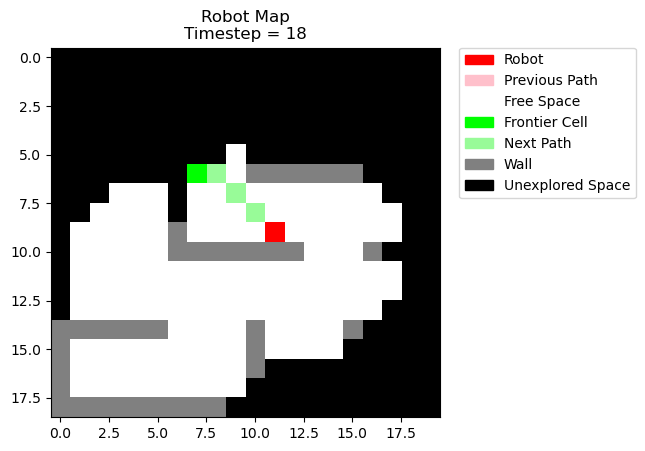 Robot Map
Timestep = 18
0.0
2.5
5.0
7.5
10.0
12.5
15.0
17.5
0.0
2.5
5.0
7.5
10.0
12.5
15.0
17.5
Robot
Previous Path
Free Space
Frontier Cell
Next Path
Wall
Unexplored Space